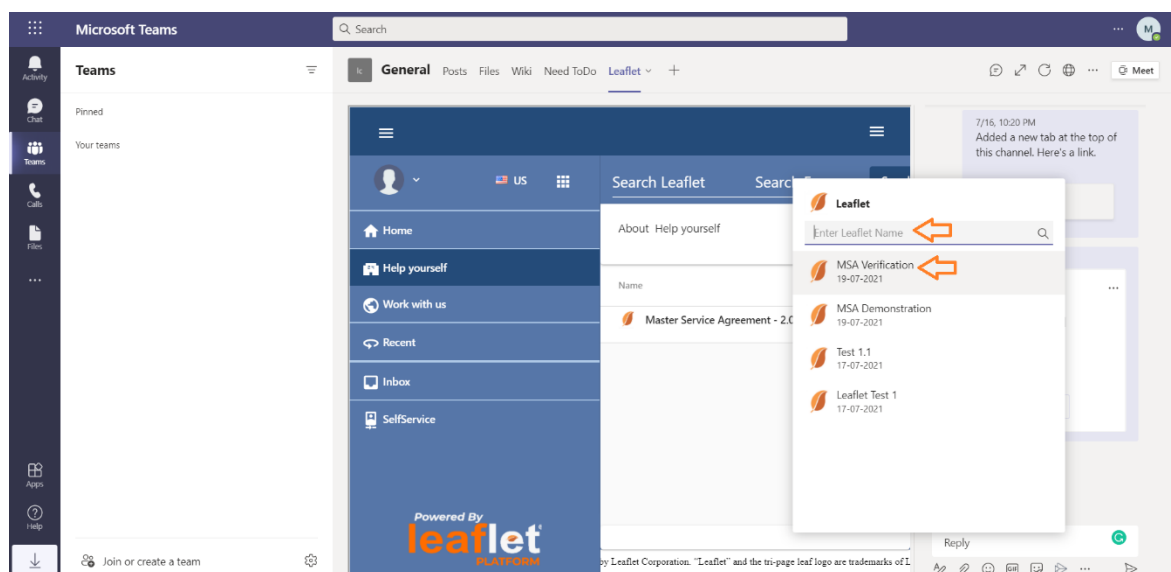 Microsoft Teams
Search
Activity
Chat
Teams
Calls
Files
Apps
Help
Teams
Pinned
Your teams
Join or create a team
lc General Posts Files Wiki Need ToDo Leaflet
Meet
US
Home
Help yourself
Work with us
Recent
Inbox
SelfService
Powered By
leaflet
PLATFORM
Search Leaflet
About Help yourself
Name
Master Service Agreement - 2.0
by Leaflet Corporation. "Leaflet" and the tri-page leaf logo are trademarks of L
Leaflet
Enter Leaflet Name
MSA Verification
19-07-2021
MSA Demonstration
19-07-2021
Test 1.1
17-07-2021
Leaflet Test 1
17-07-2021
7/16, 10:20 PM
Added a new tab at the top of
this channel. Here's a link.
Reply
GIF
M